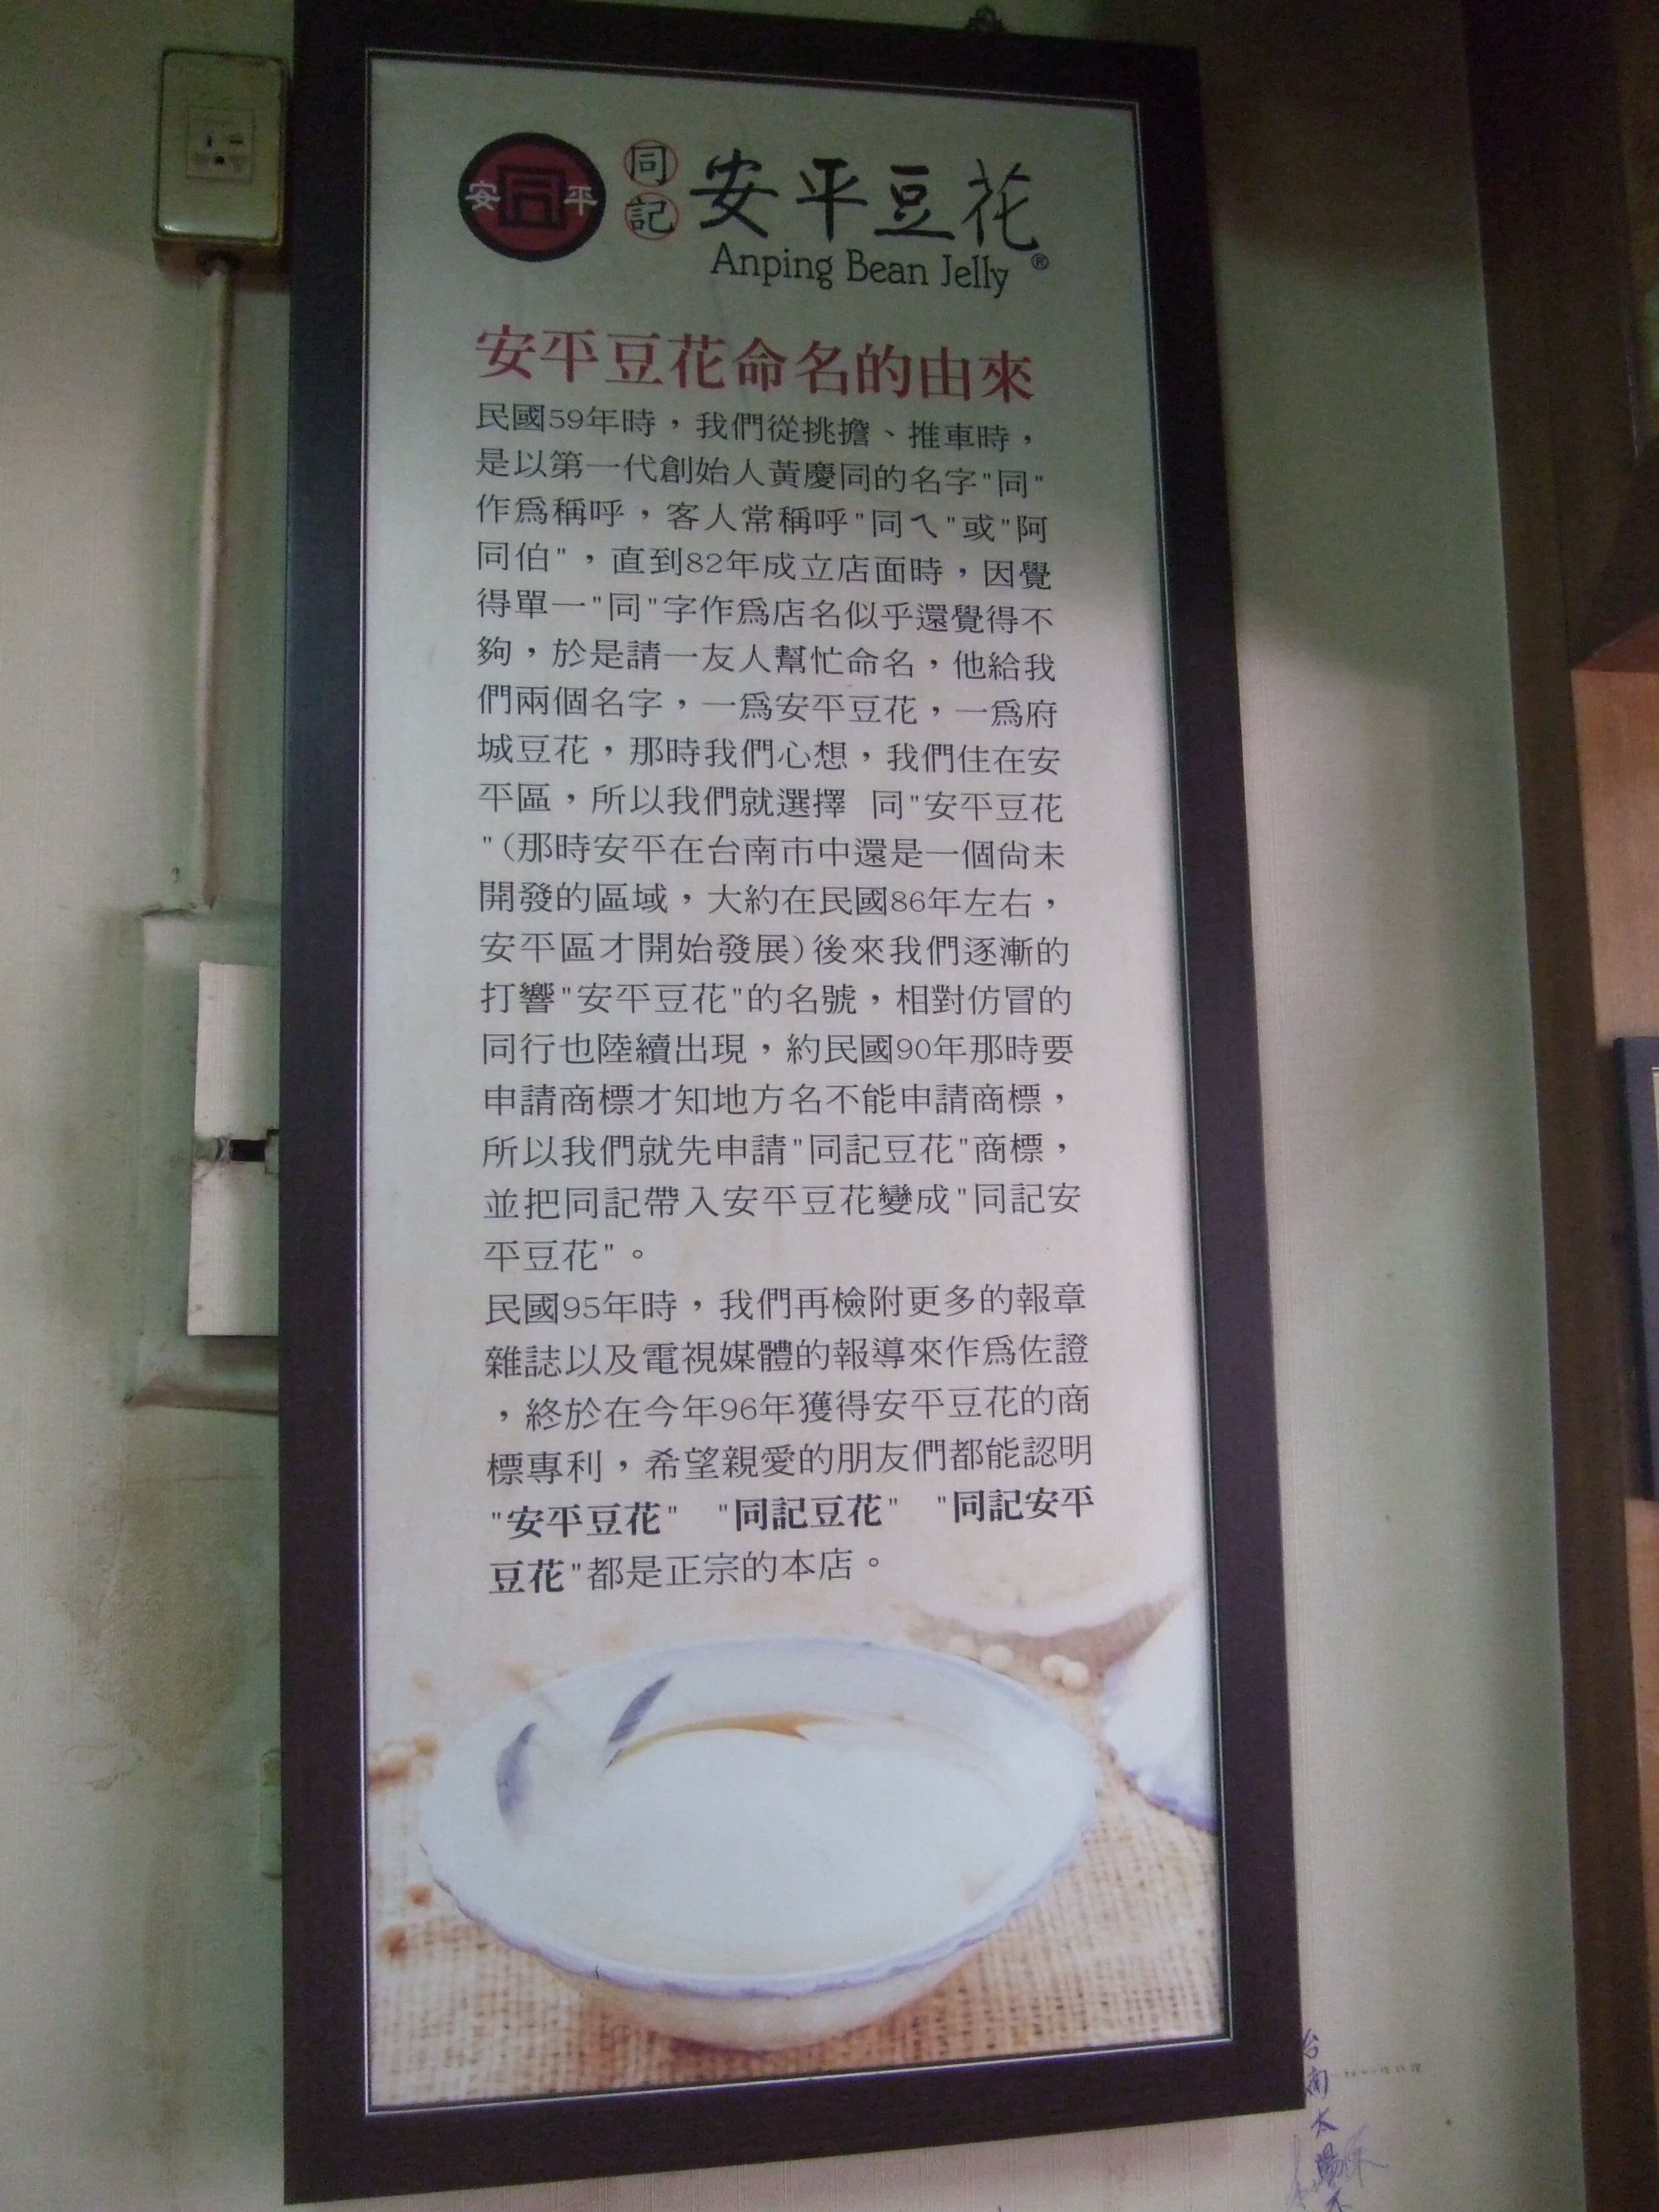 安同平
同記
安平豆花
Anping Bean Jelly®
安平豆花命名的由來
民國59年時，我們從挑擔、推車時，
是以第一代創始人黃慶同的名字"同"
作為稱呼，客人常稱呼"同ㄟ"或"阿
同伯"，直到82年成立店面時，因覺
得單一"同"字作為店名似乎還覺得不
夠，於是請一友人幫忙命名，他給我
們兩個名字，一為安平豆花，一為府
城豆花，那時我們心想，我們住在安
平區，所以我們就選擇 同"安平豆花
"(那時安平在台南市中還是一個尚未
開發的區域，大約在民國86年左右，
安平區才開始發展)後來我們逐漸的
打響"安平豆花"的名號，相對仿冒的
同行也陸續出現，約民國90年那時要
申請商標才知地方名不能申請商標，
所以我們就先申請"同記豆花"商標，
並把同記帶入安平豆花變成"同記安
平豆花"。
民國95年時，我們再檢附更多的報章
雜誌以及電視媒體的報導來作為佐證
，終於在今年96年獲得安平豆花的商
標專利，希望親愛的朋友們都能認明
"安平豆花" "同記豆花" "同記安平
豆花"都是正宗的本店。
台南太陽